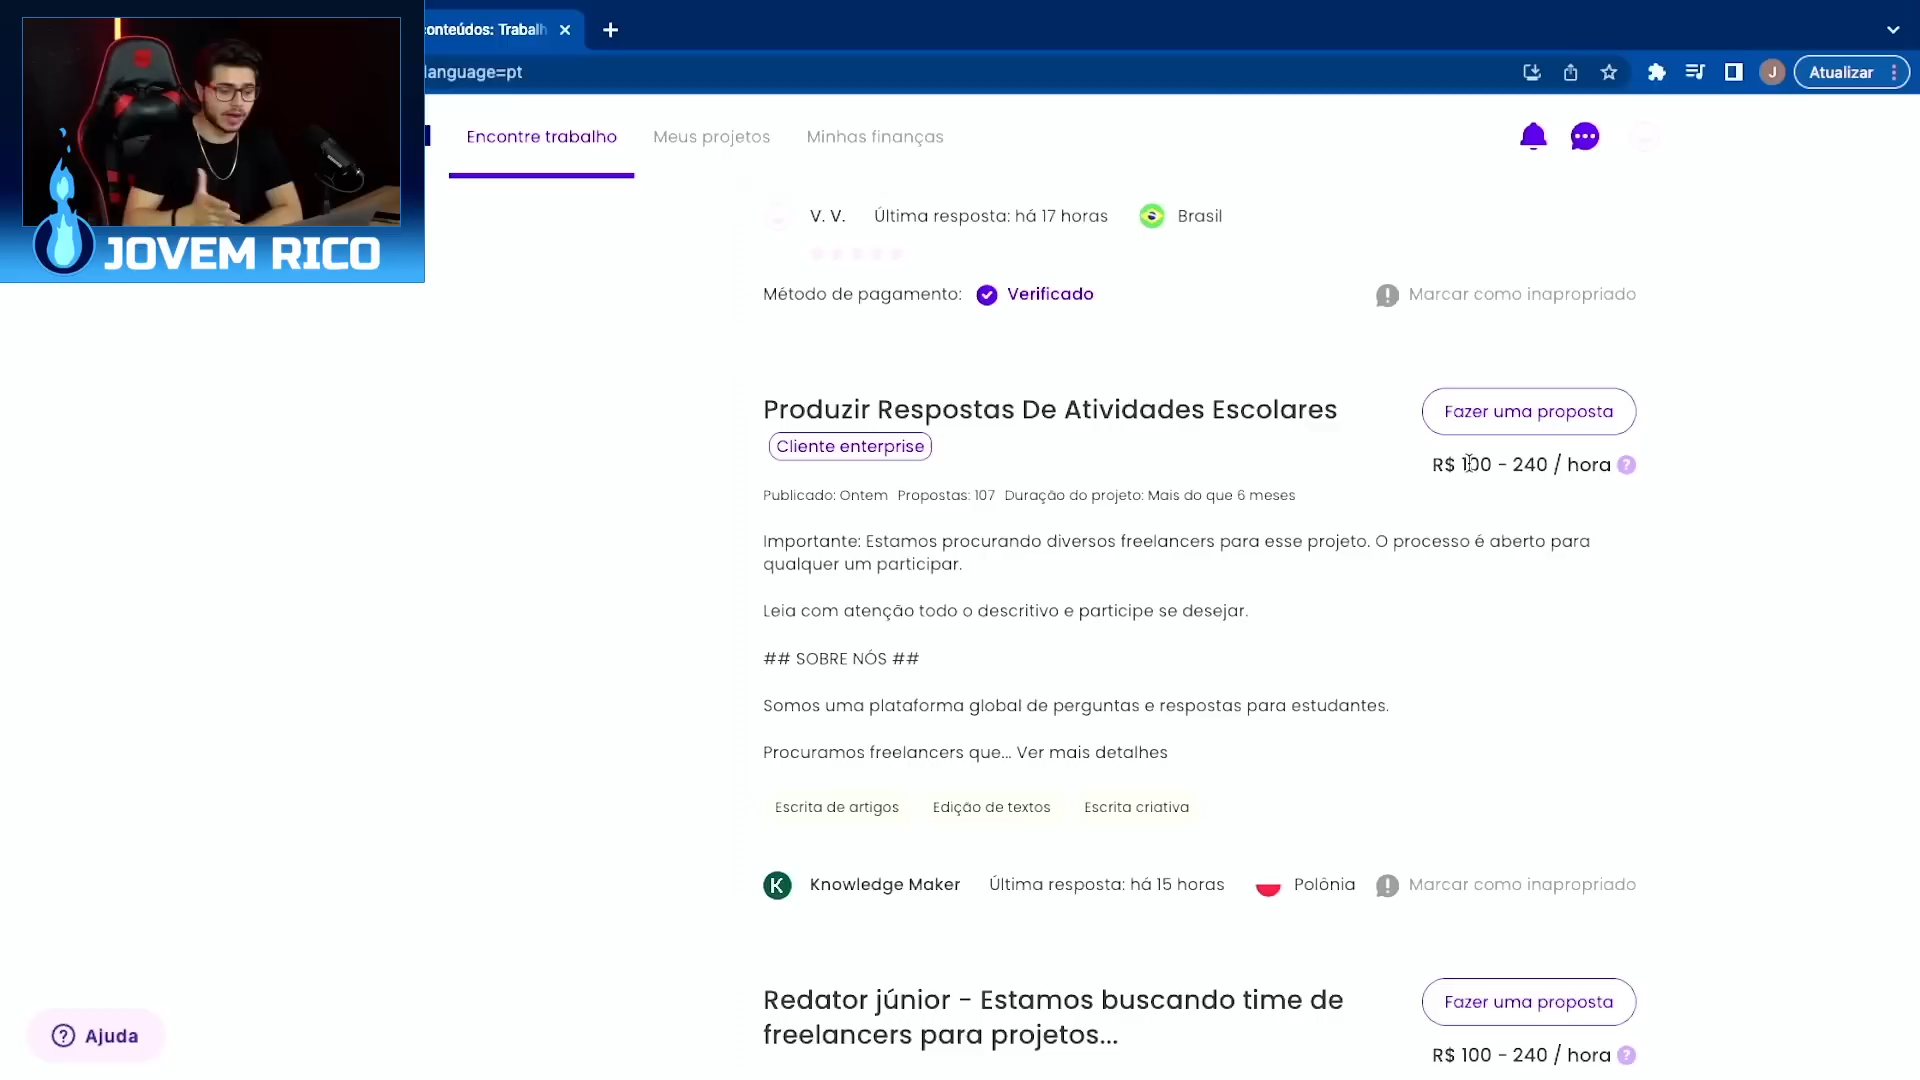 conteúdos: Trabalh
language=pt
J
Atualizar
JOVEM RICO
Encontre trabalho
Meus projetos
Minhas finanças
V. V.
Última resposta: há 17 horas
Brasil
Método de pagamento:
Verificado
Marcar como inapropriado
Produzir Respostas De Atividades Escolares
Cliente enterprise
Fazer uma proposta
R$ 100 - 240 / hora ?
Publicado: Ontem Propostas: 107 Duração do projeto: Mais do que 6 meses
Importante: Estamos procurando diversos freelancers para esse projeto. O processo é aberto para
qualquer um participar.
Leia com atenção todo o descritivo e participe se desejar.
## SOBRE NÓS ##
Somos uma plataforma global de perguntas e respostas para estudantes.
Procuramos freelancers que... Ver mais detalhes
Escrita de artigos
Edição de textos
Escrita criativa
K
Knowledge Maker
Última resposta: há 15 horas
Polônia
Marcar como inapropriado
Redator júnior - Estamos buscando time de
freelancers para projetos...
Fazer uma proposta
R$ 100 - 240 / hora ?
? Ajuda